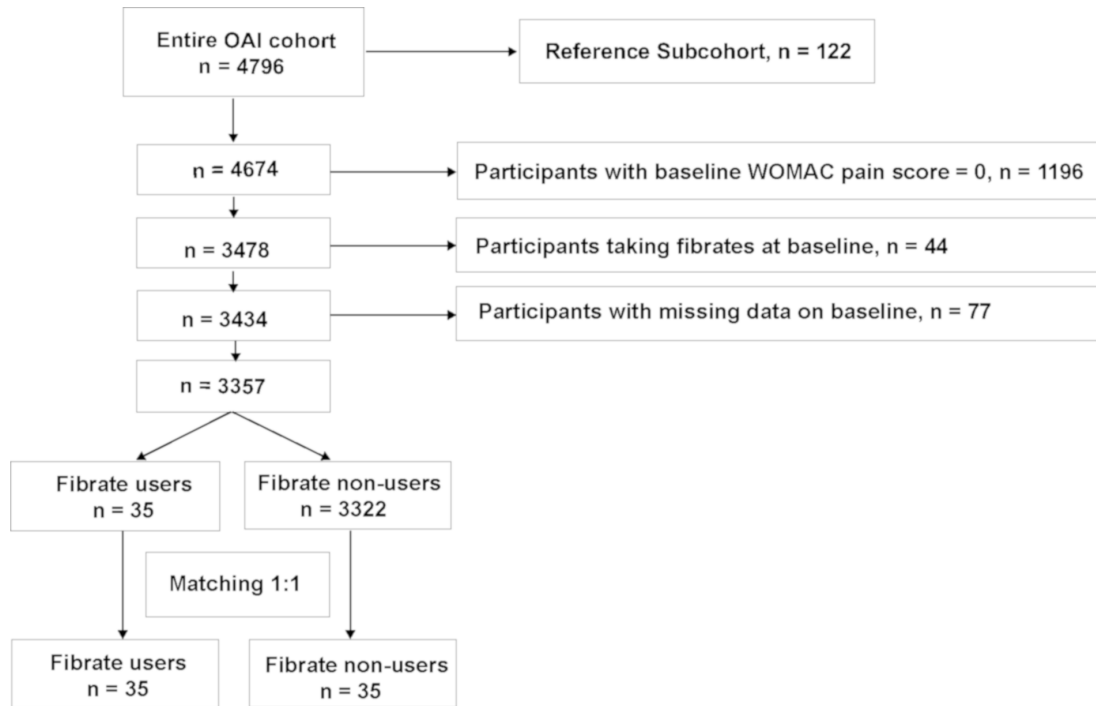 Entire OAI cohort
n = 4796
Reference Subcohort, n = 122
n = 4674
Participants with baseline WOMAC pain score = 0, n = 1196
n = 3478
Participants taking fibrates at baseline, n = 44
n = 3434
Participants with missing data on baseline, n = 77
n = 3357
Fibrate users
n = 35
Fibrate non-users
n = 3322
Matching 1:1
Fibrate users
n = 35
Fibrate non-users
n = 35